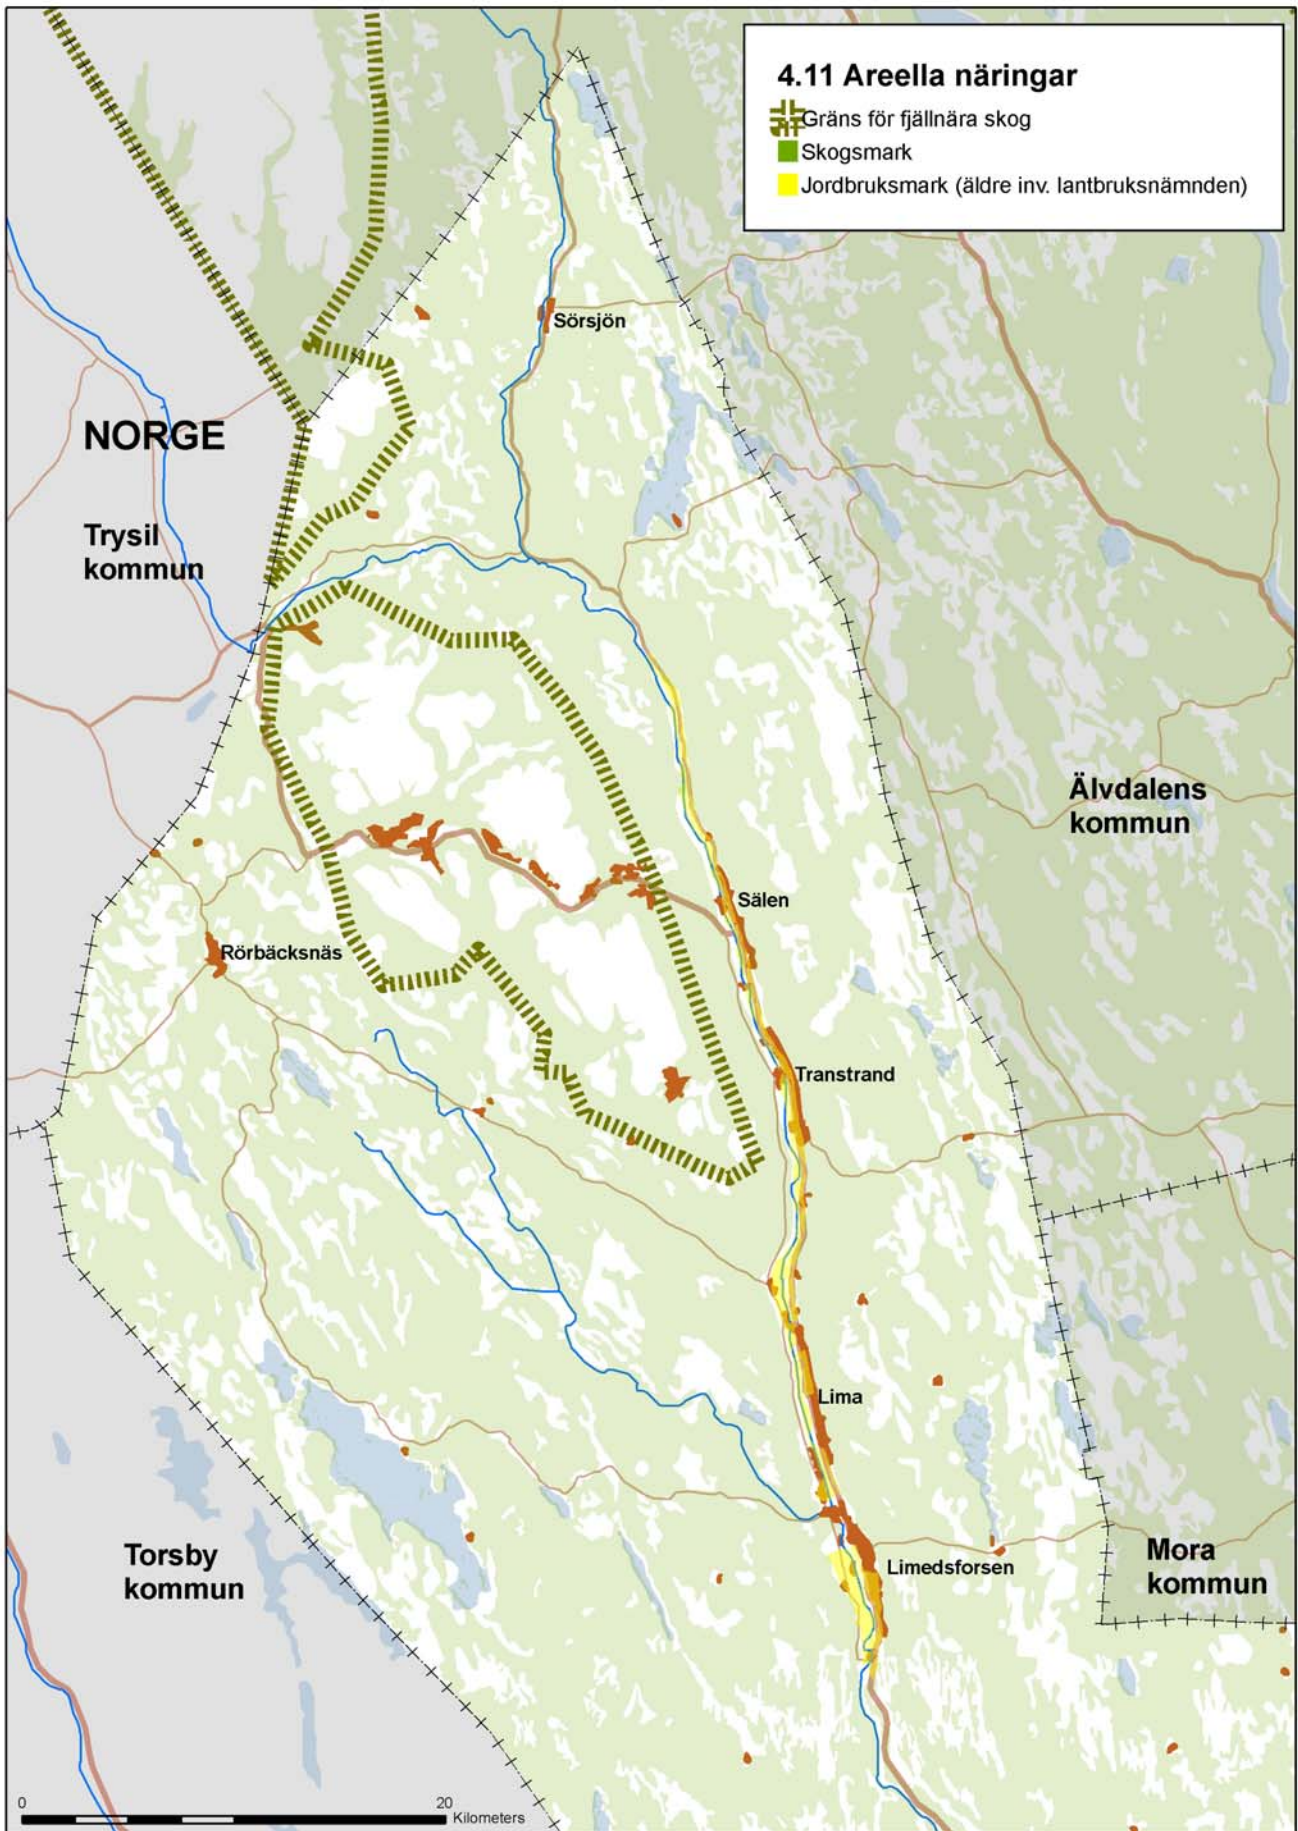 4.11 Areella näringar
Gräns för fjällnära skog
Skogsmark
Jordbruksmark (äldre inv. lantbruksnämnden)
Sörsjön
NORGE
Trysil
kommun
Älvdalens
kommun
Sälen
Rörbäcksnäs
Transtrand
Lima
Torsby
kommun
Limedsforsen
Mora
kommun
0 20
Kilometers